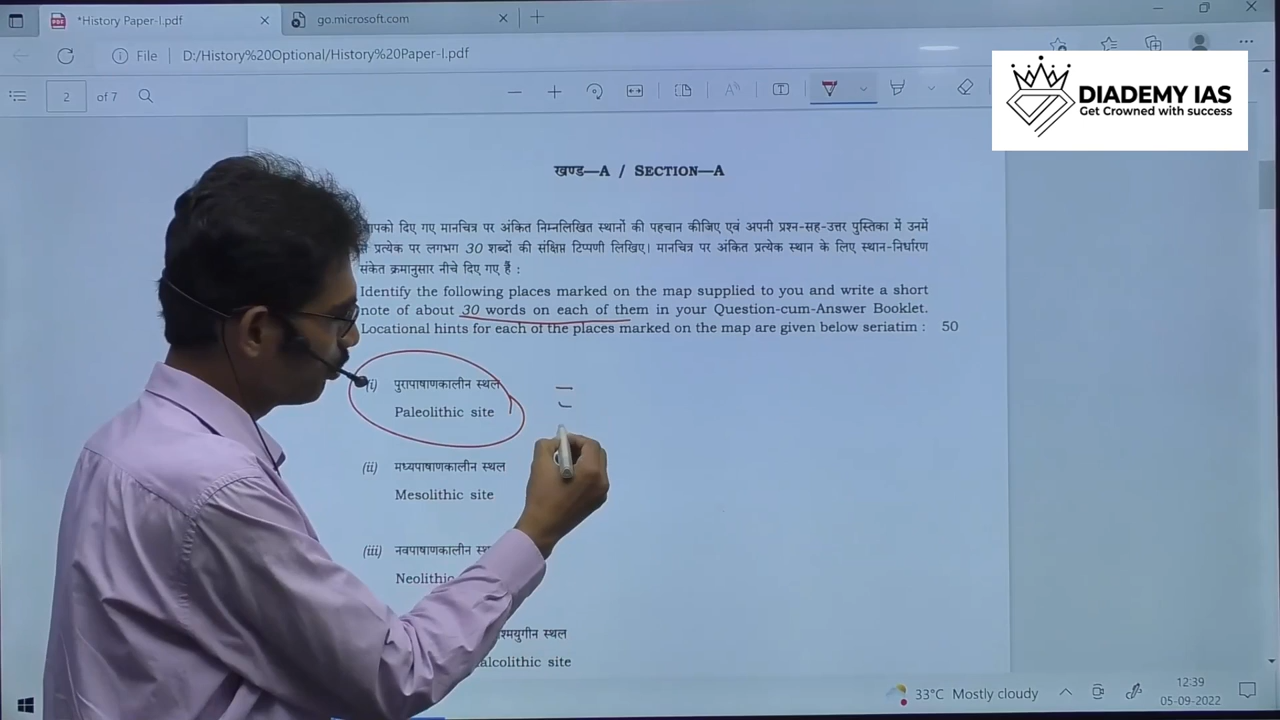 *History Paper-I.pdf
go.microsoft.com
File D:/History%20Optional/History%20Paper-I.pdf
2 of 7
DIADEMY IAS
Get Crowned with success
खण्ड—A / SECTION—A
आपको दिए गए मानचित्र पर अंकित निम्नलिखित स्थानों की पहचान कीजिए एवं अपनी प्रश्न-सह-उत्तर पुस्तिका में उनमें
से प्रत्येक पर लगभग 30 शब्दों की संक्षिप्त टिप्पणी लिखिए। मानचित्र पर अंकित प्रत्येक स्थान के लिए स्थान-निर्धारण
संकेत क्रमानुसार नीचे दिए गए हैं :
Identify the following places marked on the map supplied to you and write a short
note of about 30 words on each of them in your Question-cum-Answer Booklet.
Locational hints for each of the places marked on the map are given below seriatim : 50
(i) पुरापाषाणकालीन स्थल
Paleolithic site
(ii) मध्यपाषाणकालीन स्थल
Mesolithic site
(iii) नवपाषाणकालीन
Neolithic
स्थल
alcolithic site
33°C Mostly cloudy
12:39
05-09-2022